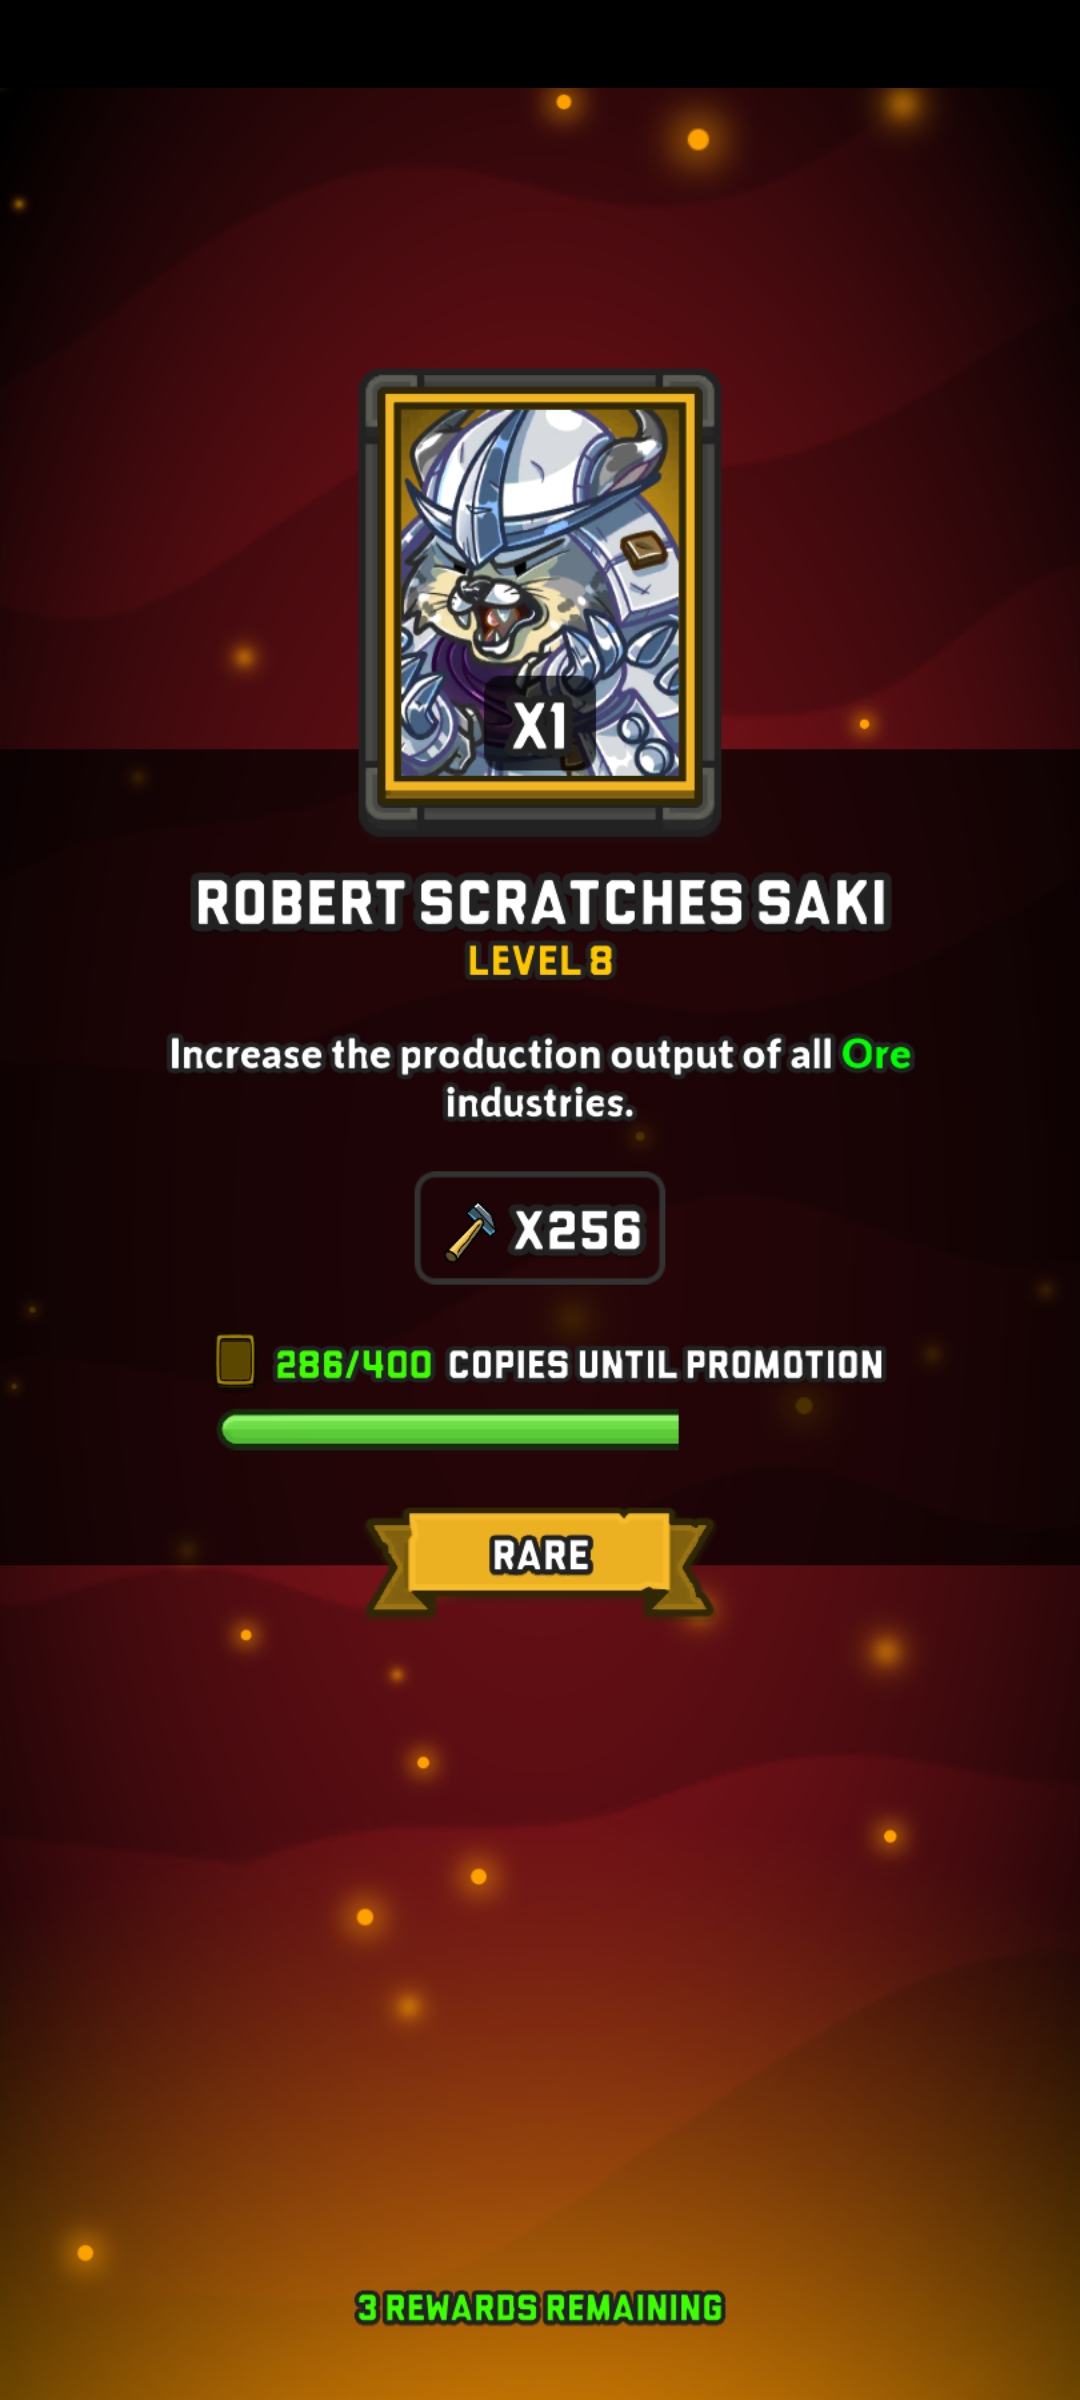 X1
ROBERT SCRATCHES SAKI
LEVEL 8
Increase the production output of all Ore
industries.
X256
286/400 COPIES UNTIL PROMOTION
RARE
3 REWARDS REMAINING